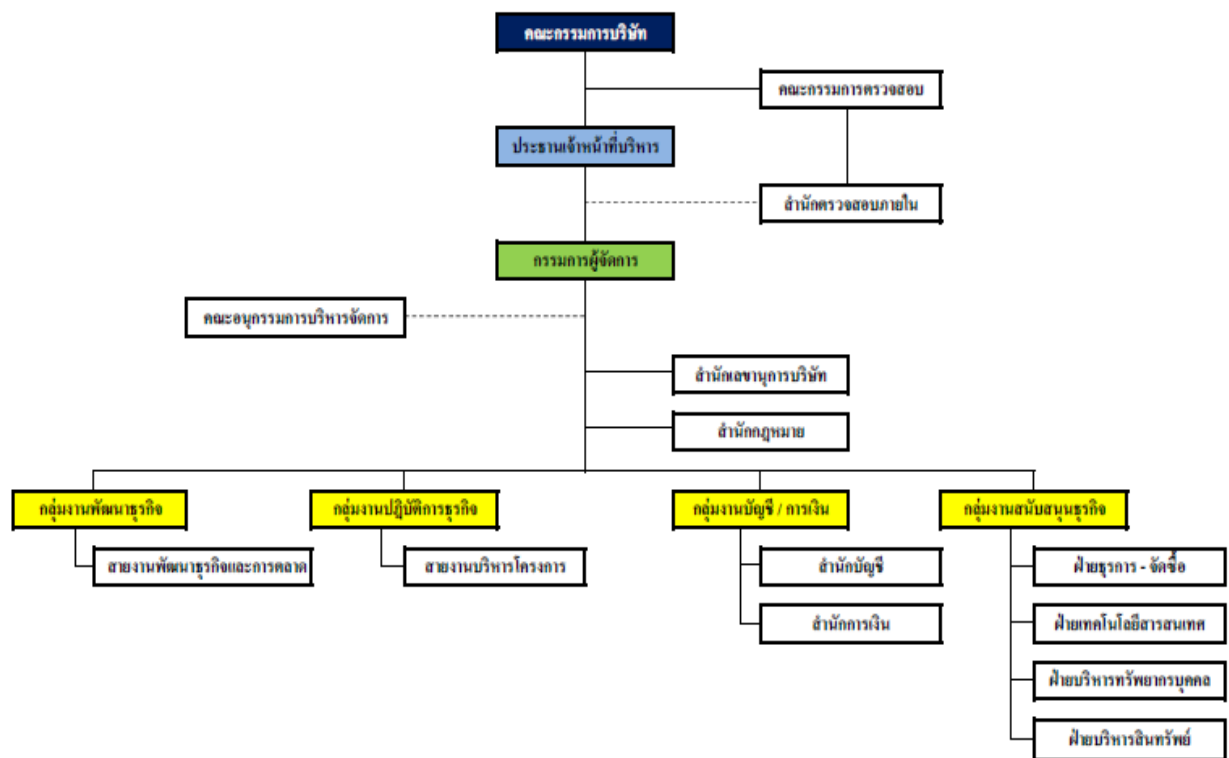 คณะกรรมการบริษัท
คณะกรรมการตรวจสอบ
ประธานเจ้าหน้าที่บริหาร
สำนักตรวจสอบภายใน
กรรมการผู้จัดการ
คณะอนุกรรมการบริหารจัดการ
สำนักเลขานุการบริษัท
สำนักกฎหมาย
กลุ่มงานพัฒนาธุรกิจ
กลุ่มงานปฏิบัติการธุรกิจ
กลุ่มงานบัญชี / การเงิน
กลุ่มงานสนับสนุนธุรกิจ
สายงานพัฒนาธุรกิจและการตลาด
สายงานบริหารโครงการ
สำนักบัญชี
ฝ่ายธุรการ - จัดซื้อ
สำนักการเงิน
ฝ่ายเทคโนโลยีสารสนเทศ
ฝ่ายบริหารทรัพยากรบุคคล
ฝ่ายบริหารสินทรัพย์